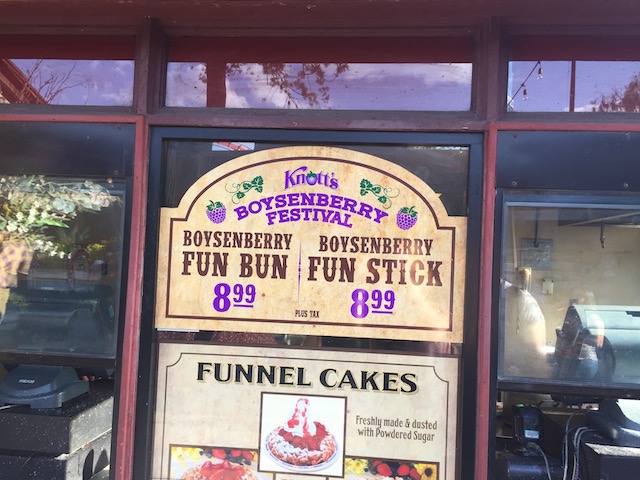 Knott's
BOYSENBERRY
FESTIVAL
BOYSENBERRY
FUN BUN
8.99
BOYSENBERRY
FUN STICK
8.99
PLUS TAX
FUNNEL CAKES
Freshly made & dusted
with Powdered Sugar